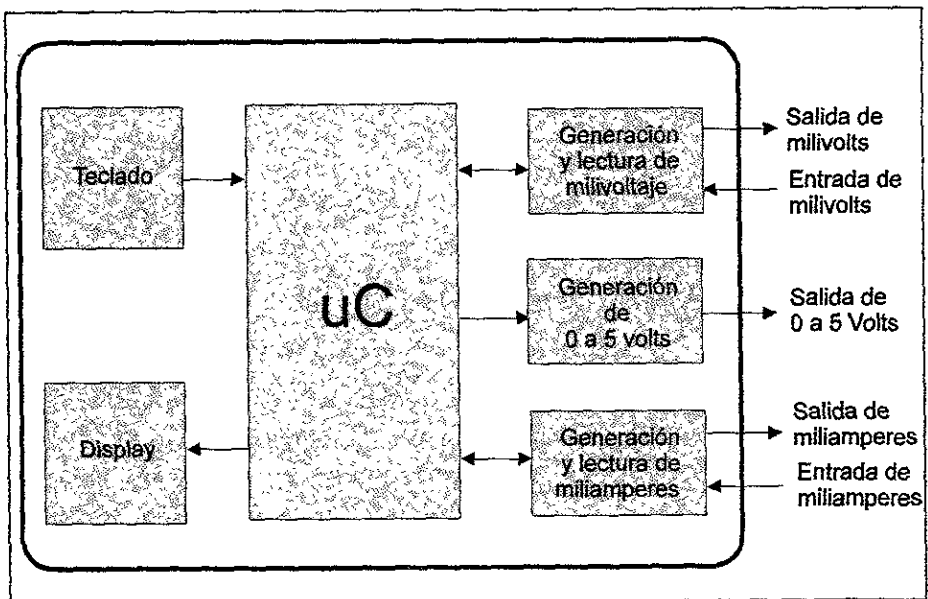 Teclado
uC
Display
Generación
y lectura de
milivoltaje
Salida de
milivolts
Entrada de
milivolts
Generación
de
0 a 5 volts
Salida de
0 a 5 Volts
Generación
y lectura de
miliamperes
Salida de
miliamperes
Entrada de
miliamperes